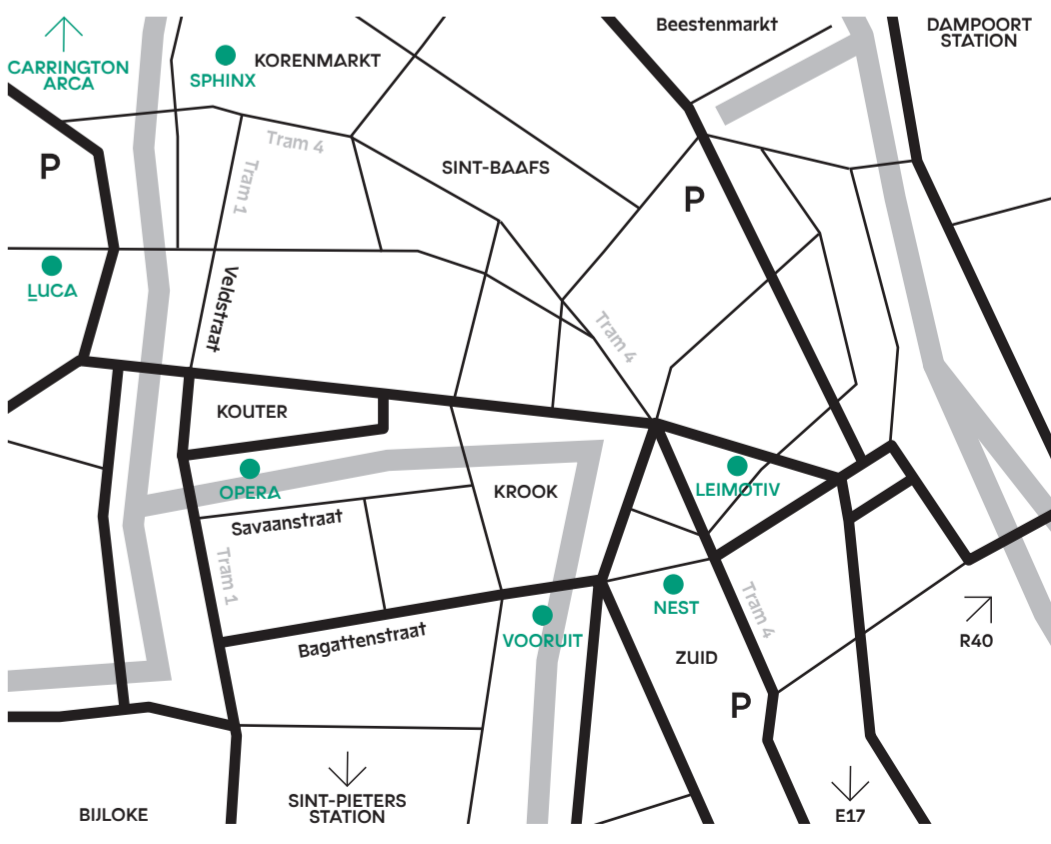 Beestenmarkt
DAMPOORT
STATION
CARRINGTON
ARCA
SPHINX
KORENMARKT
Tram 4
P
Tram 1
SINT-BAAFS
P
LUCA
Veldstraat
Tram 4
KOUTER
OPERA
KROOK
LEIMOTIV
Savaanstraat
Tram 1
NEST
Tram 4
VOORUIT
Bagattenstraat
ZUID
R40
P
SINT-PIETERS
STATION
BIJLOKE
E17